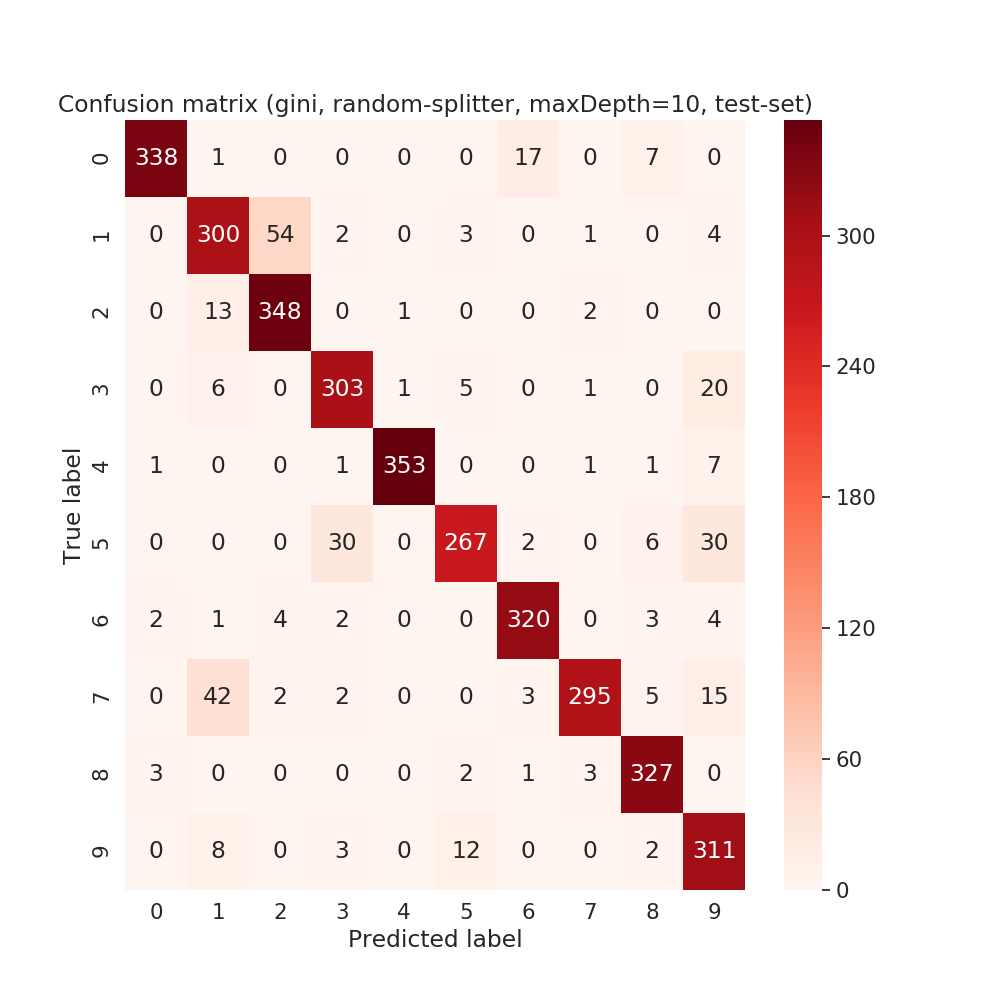 Confusion matrix (gini, random-splitter, maxDepth=10, test-set)
0 338 1 0 0 0 0 17 0 7 0
1 0 300 54 2 0 3 0 1 0 4
2 0 13 348 0 1 0 0 2 0 0
3 0 6 0 303 1 5 0 1 0 20
4 1 0 0 1 353 0 0 1 1 7
5 0 0 0 30 0 267 2 0 6 30
6 2 1 4 2 0 0 320 0 3 4
7 0 42 2 2 0 0 3 295 5 15
8 3 0 0 0 0 2 1 3 327 0
9 0 8 0 3 0 12 0 0 2 311
0 1 2 3 4 5 6 7 8 9
True label
Predicted label
300
240
180
120
60
0